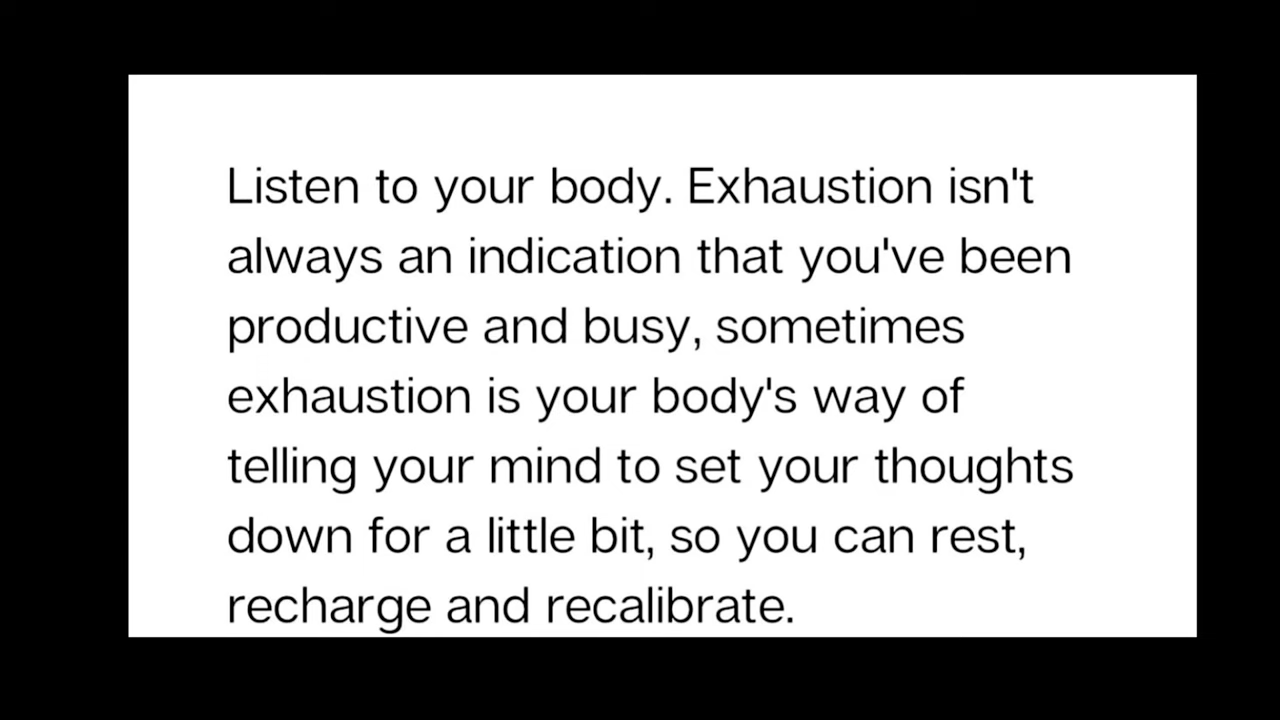 Listen to your body. Exhaustion isn't
always an indication that you've been
productive and busy, sometimes
exhaustion is your body's way of
telling your mind to set your thoughts
down for a little bit, so you can rest,
recharge and recalibrate.